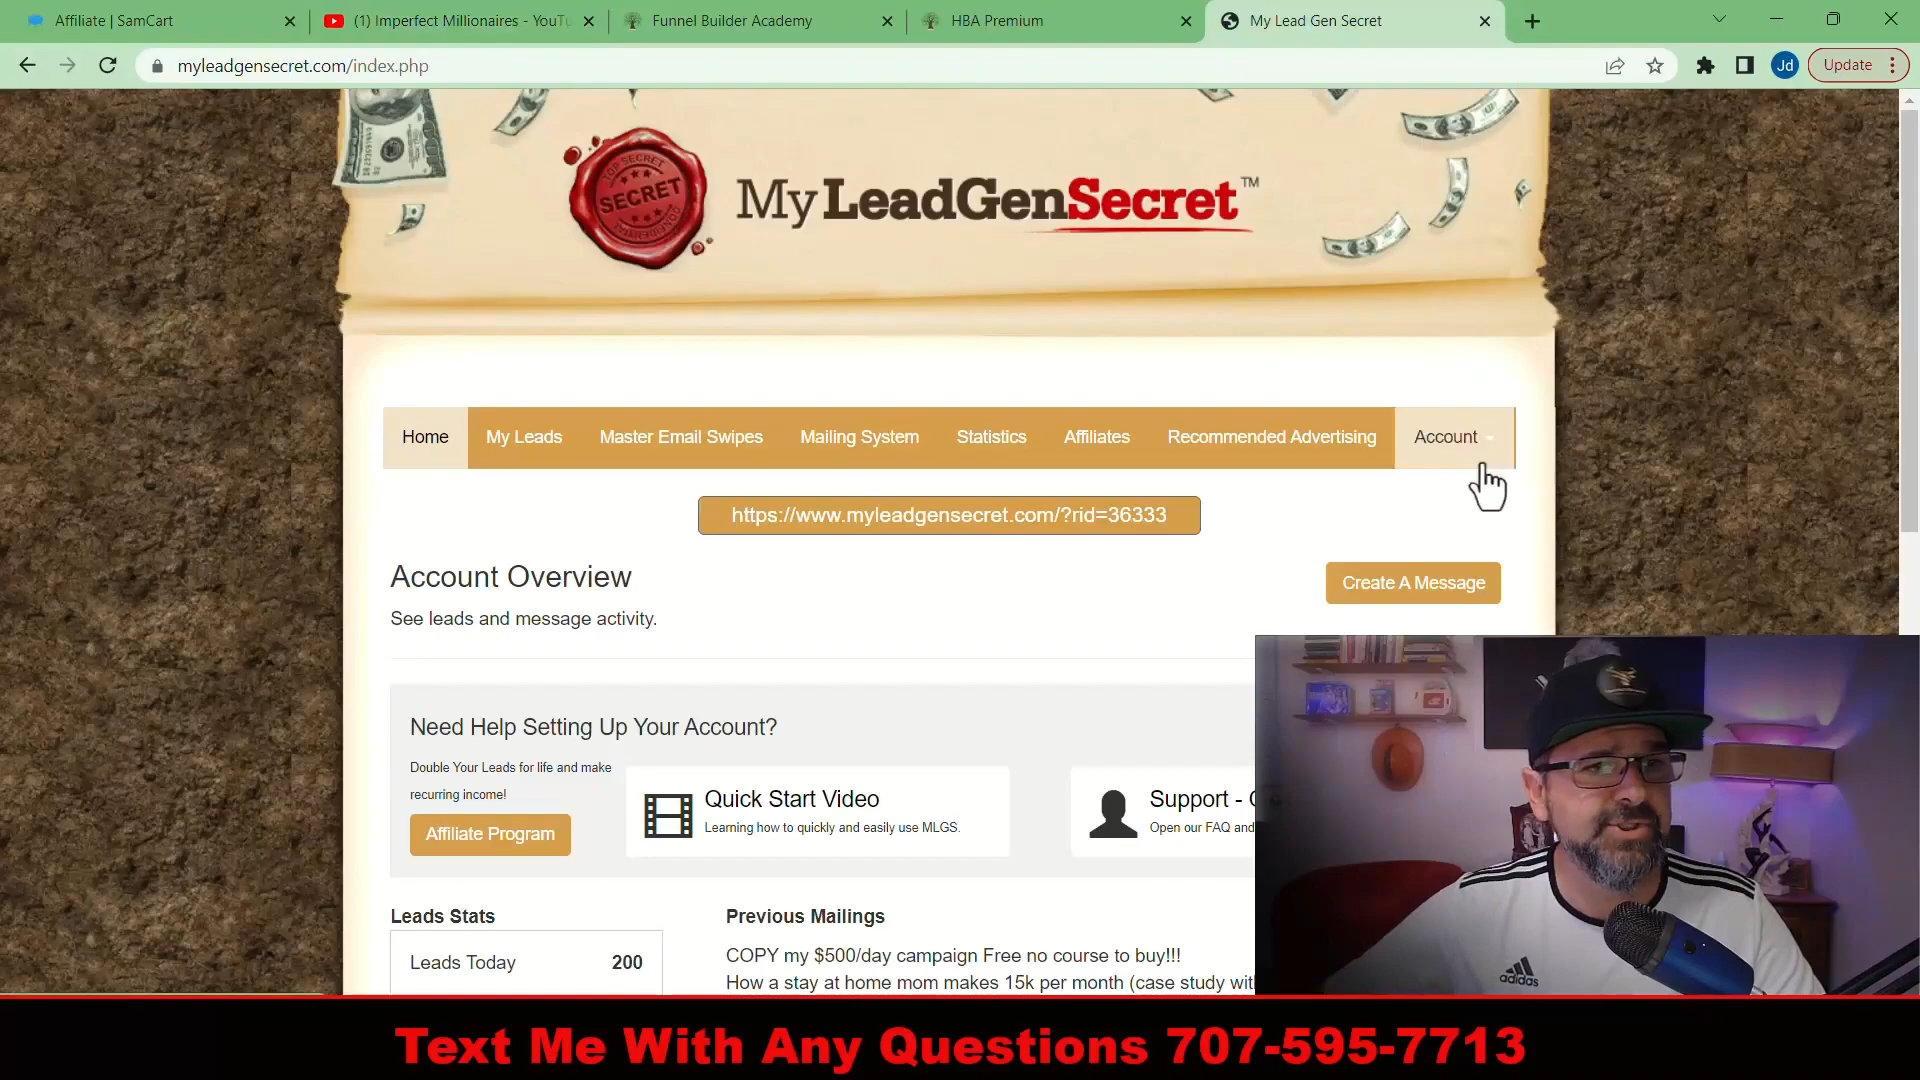 Affiliate | SamCart
(1) Imperfect Millionaires - YouTu
Funnel Builder Academy
HBA Premium
My Lead Gen Secret
myleadgensecret.com/index.php
Jd
Update
TOP SECRET
SECRET
My LeadGenSecret™
Home
My Leads
Master Email Swipes
Mailing System
Statistics
Affiliates
Recommended Advertising
Account
https://www.myleadgensecret.com/?rid=36333
Account Overview
Create A Message
See leads and message activity.
Need Help Setting Up Your Account?
Double Your Leads for life and make
recurring income!
Affiliate Program
Quick Start Video
Learning how to quickly and easily use MLGS.
Support -
Open our FAQ and
Leads Stats
Leads Today 200
Previous Mailings
COPY my $500/day campaign Free no course to buy!!!
How a stay at home mom makes 15k per month (case study wit
adidas
Text Me With Any Questions 707-595-7713